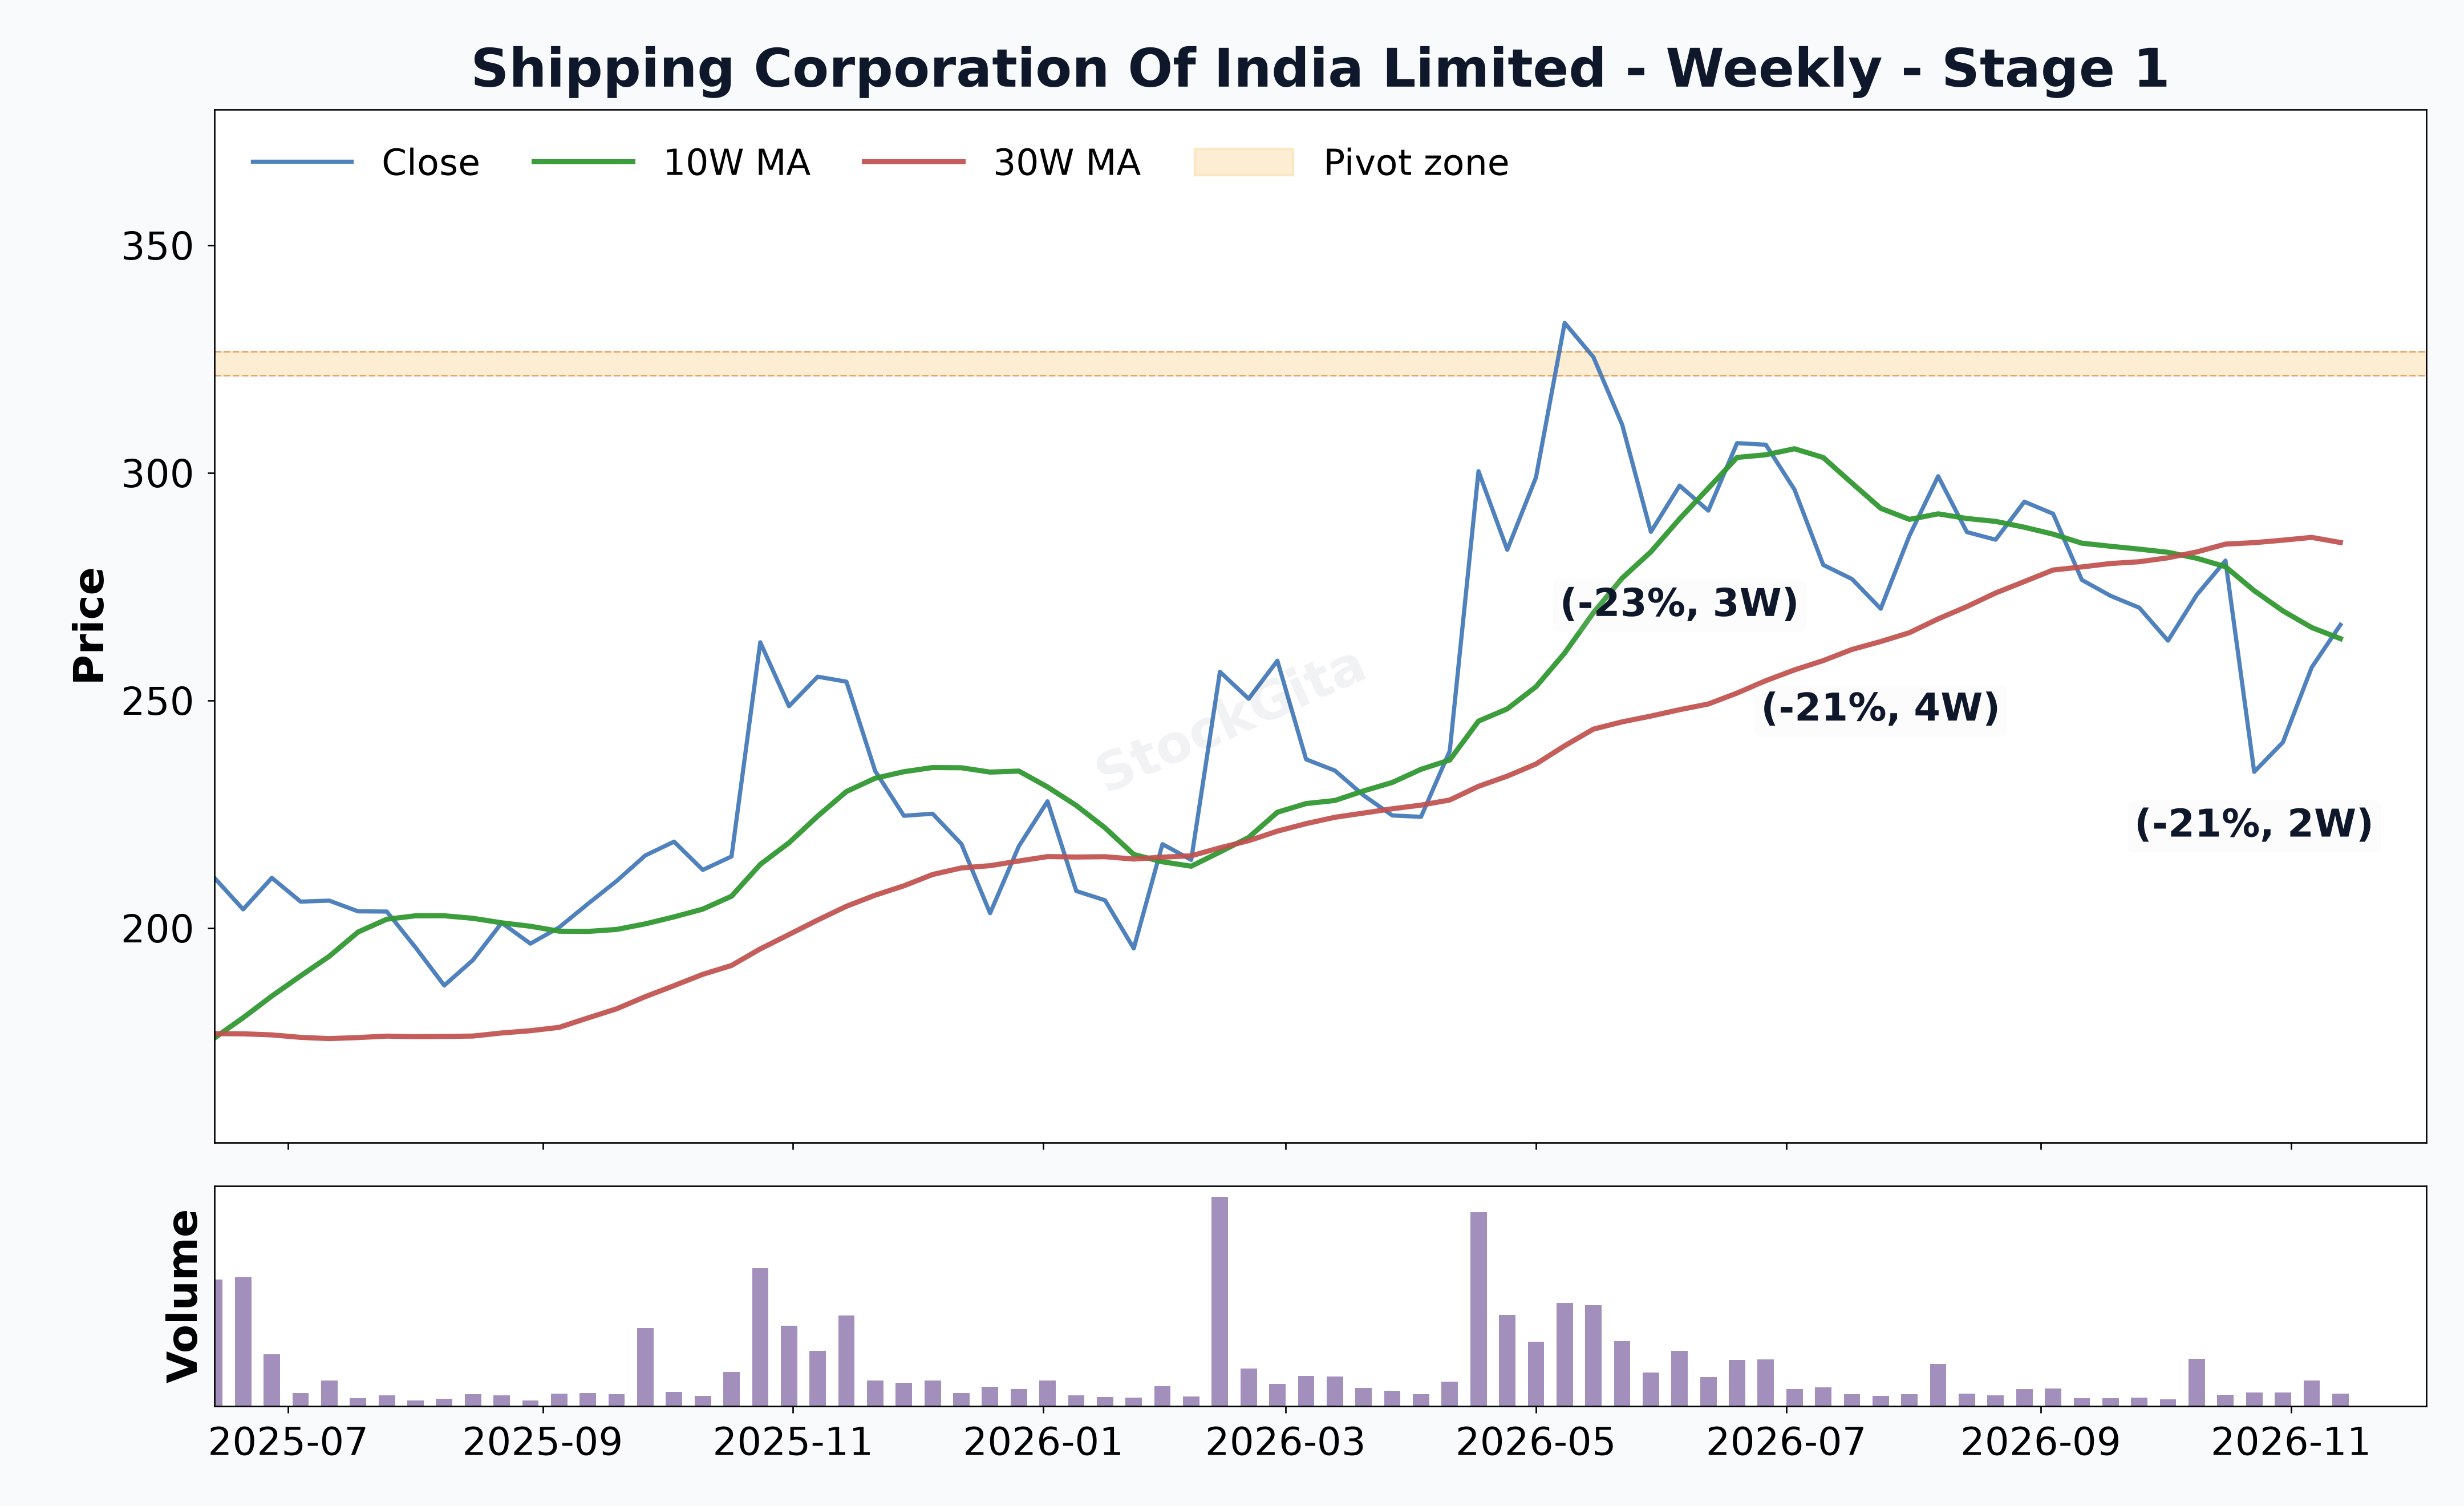 Shipping Corporation Of India Limited - Weekly - Stage 1
Close 10W MA 30W MA Pivot zone
350
300
250
200
Price
(-23%, 3W)
(-21%, 4W)
(-21%, 2W)
StockGita
Volume
2025-07 2025-09 2025-11 2026-01 2026-03 2026-05 2026-07 2026-09 2026-11